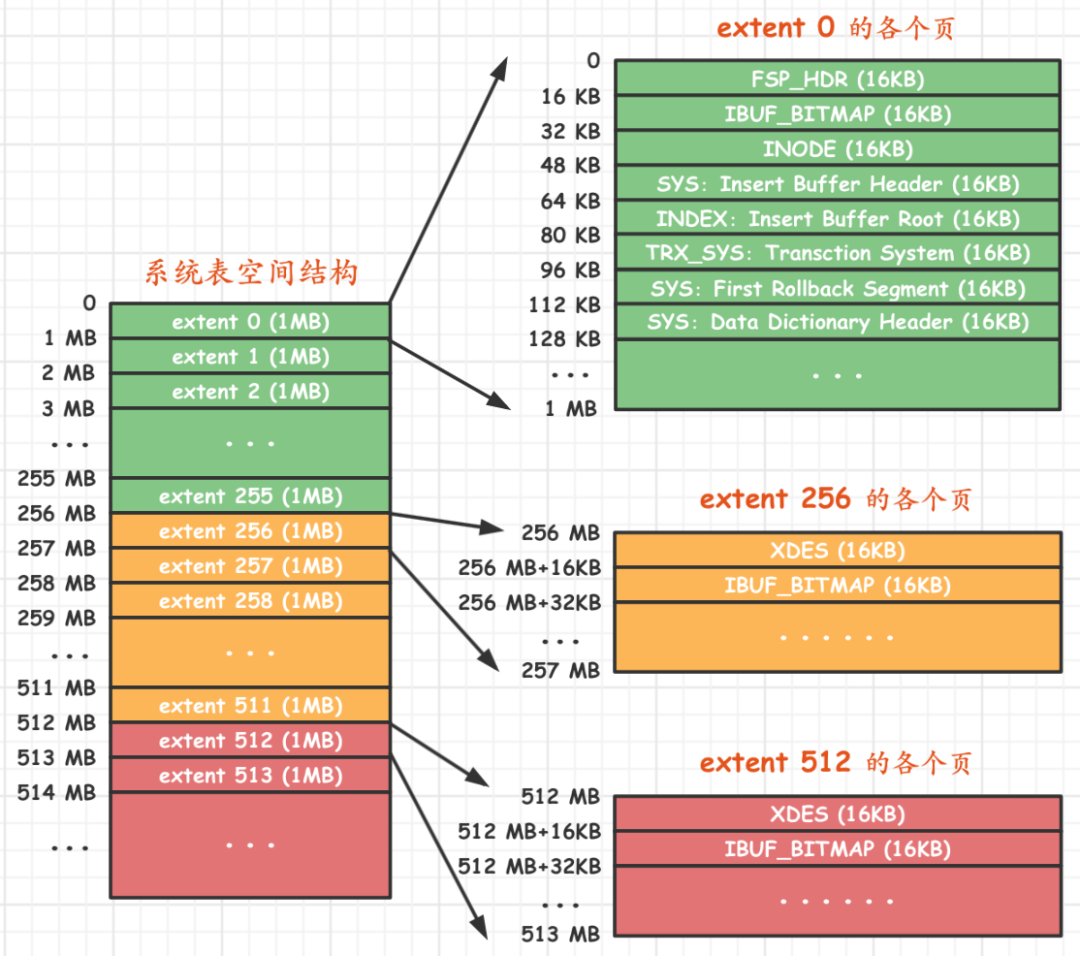 extent 0 的各个页
0
FSP_HDR (16KB)
16 KB
IBUF_BITMAP (16KB)
32 KB
INODE (16KB)
48 KB
SYS: Insert Buffer Header (16KB)
64 KB
INDEX: Insert Buffer Root (16KB)
80 KB
TRX_SYS: Transction System (16KB)
96 KB
SYS: First Rollback Segment (16KB)
112 KB
SYS: Data Dictionary Header (16KB)
128 KB
...
...
1 MB
系统表空间结构
0
extent 0 (1MB)
1 MB
extent 1 (1MB)
2 MB
extent 2 (1MB)
3 MB
...
...
255 MB
extent 255 (1MB)
256 MB
extent 256 (1MB)
257 MB
extent 257 (1MB)
258 MB
extent 258 (1MB)
259 MB
...
...
511 MB
extent 511 (1MB)
512 MB
extent 512 (1MB)
513 MB
extent 513 (1MB)
514 MB
...
...
extent 256 的各个页
256 MB
XDES (16KB)
256 MB+16KB
IBUF_BITMAP (16KB)
256 MB+32KB
...
......
257 MB
extent 512 的各个页
512 MB
XDES (16KB)
512 MB+16KB
IBUF_BITMAP (16KB)
512 MB+32KB
...
......
513 MB